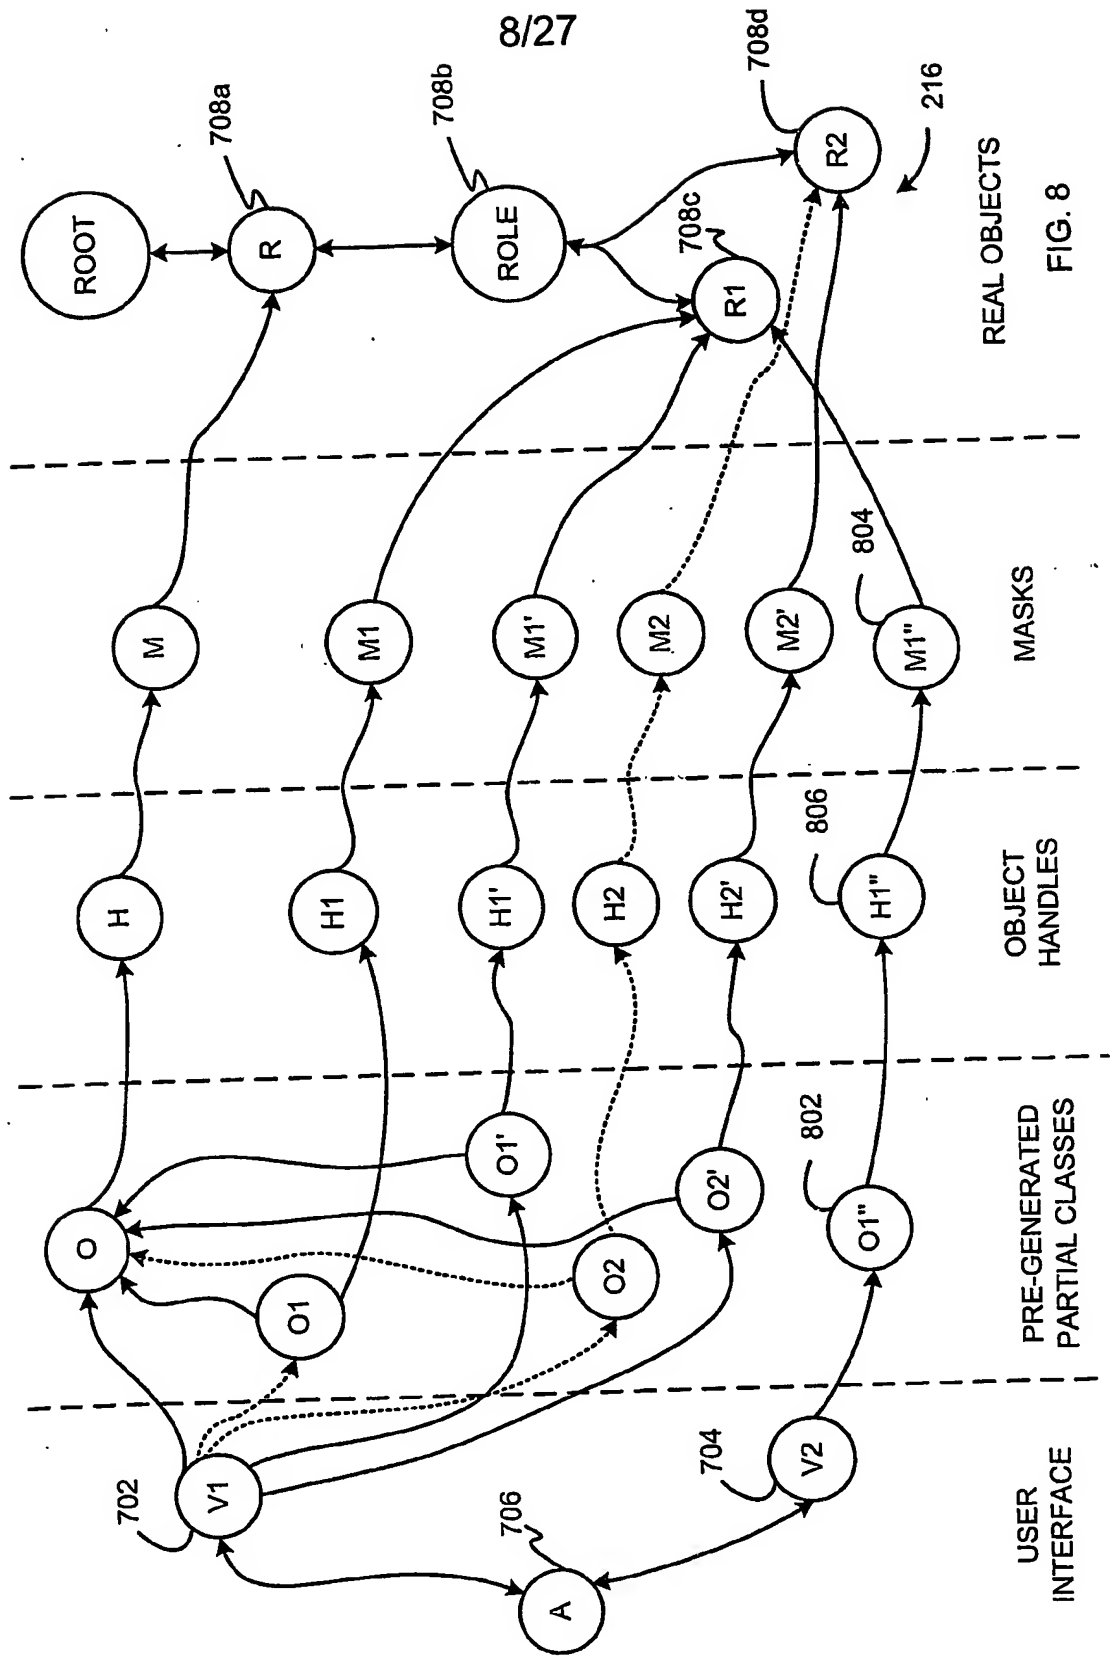 8/27
ROOT
708a
R
708b
ROLE
708c
R1
708d
R2
216
REAL OBJECTS
FIG. 8
M
M1
M1'
M2
M2'
804
M1"
MASKS
H
H1
H1'
H2
H2'
806
H1"
OBJECT
HANDLES
O
O1
O1'
O2
O2'
802
O1"
PRE-GENERATED
PARTIAL CLASSES
702
V1
706
A
704
V2
USER
INTERFACE